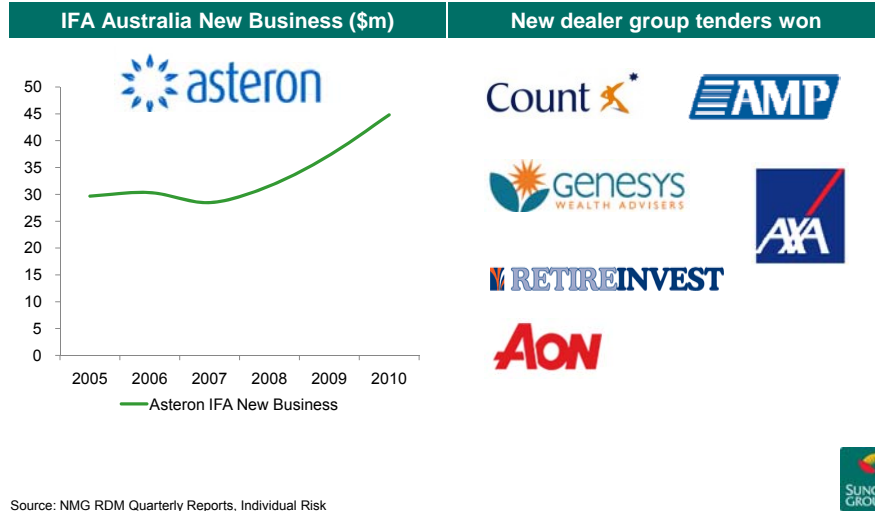 IFA Australia New Business ($m)
New dealer group tenders won
asteron
50
45
40
35
30
25
20
15
10
5
0
2005 2006 2007 2008 2009 2010
Asteron IFA New Business
Count
AMP
GENESYS
WEALTH ADVISERS
AXA
RETIREINVEST
AON
Source: NMG RDM Quarterly Reports, Individual Risk